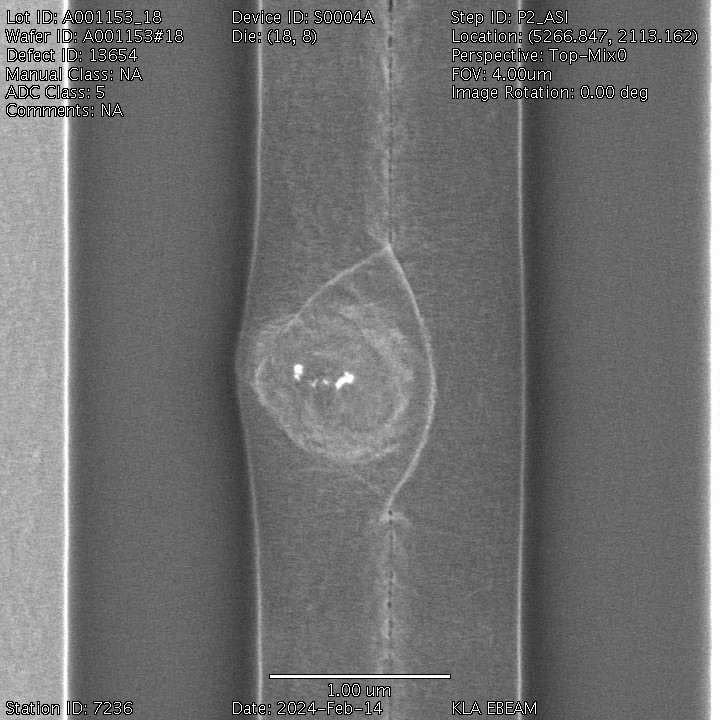 Lot ID: A001153_18
Wafer ID: A001153#18
Defect ID: 13654
Manual Class: NA
ADC Class: 5
Comments: NA
Device ID: S0004A
Die: (18, 8)
Step ID: P2_ASI
Location: (5266.847, 2113.162)
Perspective: Top-Mix0
FOV: 4.00um
Image Rotation: 0.00 deg
1.00 um
Station ID: 7236
Date: 2024-Feb-14
KLA EBEAM